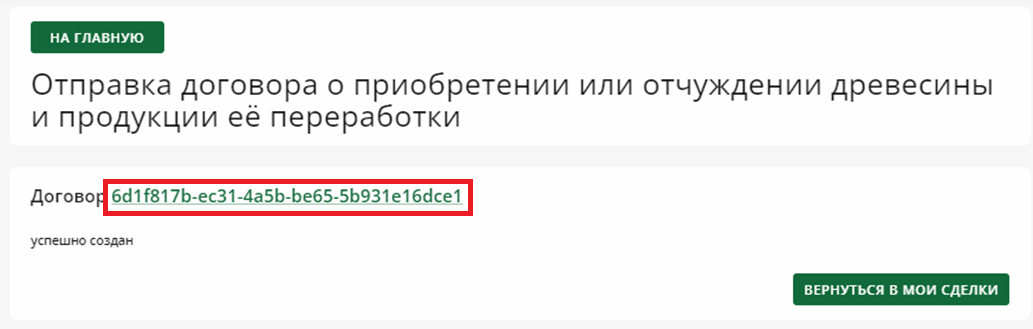 НА ГЛАВНУЮ
Отправка договора о приобретении или отчуждении древесины
и продукции её переработки
Договор 6d1f817b-ec31-4a5b-be65-5b931e16dce1
успешно создан
ВЕРНУТЬСЯ В МОИ СДЕЛКИ